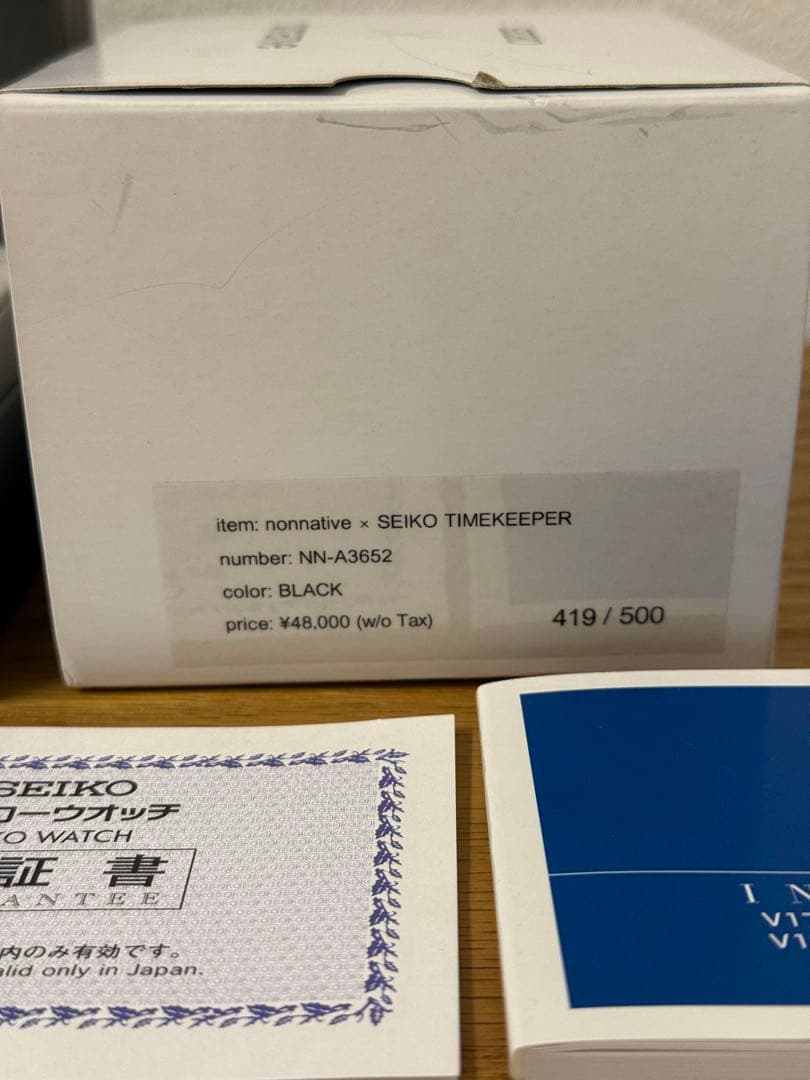 item: nonnative × SEIKO TIMEKEEPER
number: NN-A3652
color: BLACK
price: ¥48,000 (w/o Tax)
419 / 500
SEIKO
コーウオッチ
KO WATCH
証書
ANTEE
内のみ有効です。
alid only in Japan.
I N
V1
V1